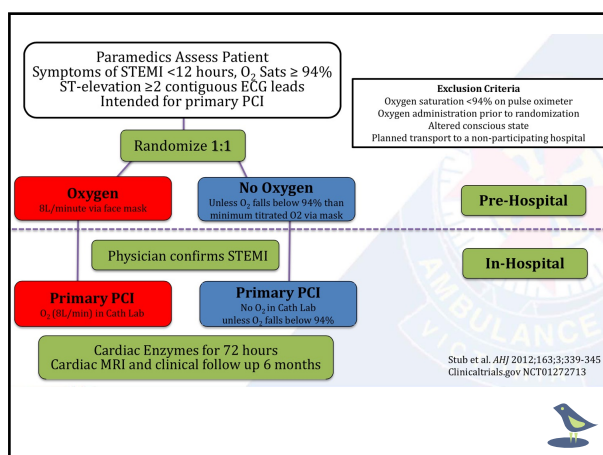 Paramedics Assess Patient
Symptoms of STEMI <12 hours, O2 Sats ≥ 94%
ST-elevation ≥2 contiguous ECG leads
Intended for primary PCI
Exclusion Criteria
Oxygen saturation <94% on pulse oximeter
Oxygen administration prior to randomization
Altered conscious state
Planned transport to a non-participating hospital
Randomize 1:1
Oxygen
8L/minute via face mask
No Oxygen
Unless O2 falls below 94% than
minimum titrated O2 via mask
Pre-Hospital
Physician confirms STEMI
In-Hospital
Primary PCI
O2 (8L/min) in Cath Lab
Primary PCI
No O2 in Cath Lab
unless O2 falls below 94%
Cardiac Enzymes for 72 hours
Cardiac MRI and clinical follow up 6 months
Stub et al. AHJ 2012;163;3;339-345
Clinicaltrials.gov NCT01272713
AMBULANCE